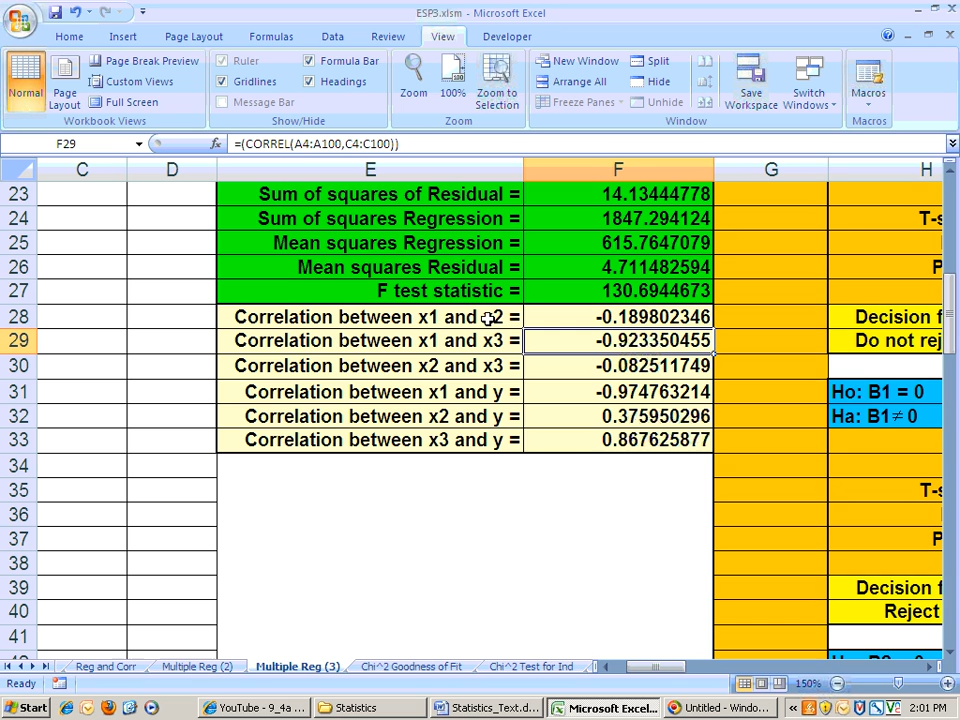 ESP3.xlsm - Microsoft Excel
Home Insert Page Layout Formulas Data Review View Developer
Normal Page Layout Page Break Preview Custom Views Full Screen
Workbook Views
Ruler Formula Bar
Gridlines Headings
Message Bar
Show/Hide
Zoom 100% Zoom to Selection
Zoom
New Window Split
Arrange All Hide
Freeze Panes Unhide
Save Workspace Switch Windows
Window
Macros
Macros
F29 fx =(CORREL(A4:A100,C4:C100))
C D E F G H
23 Sum of squares of Residual = 14.13444778
24 Sum of squares Regression = 1847.294124 T-s
25 Mean squares Regression = 615.7647079
26 Mean squares Residual = 4.711482594 P
27 F test statistic = 130.6944673
28 Correlation between x1 and x2 = -0.189802346 Decision f
29 Correlation between x1 and x3 = -0.923350455 Do not rej
30 Correlation between x2 and x3 = -0.082511749
31 Correlation between x1 and y = -0.974763214 Ho: B1 = 0
32 Correlation between x2 and y = 0.375950296 Ha: B1 ≠ 0
33 Correlation between x3 and y = 0.867625877
34
35 T-s
36
37 P
38
39 Decision f
40 Reject
41
Reg and Corr Multiple Reg (2) Multiple Reg (3) Chi^2 Goodness of Fit Chi^2 Test for Ind
Ready 150%
Start YouTube - 9_4a ... Statistics Statistics_Text.d... Microsoft Excel... Untitled - Windo... 2:01 PM